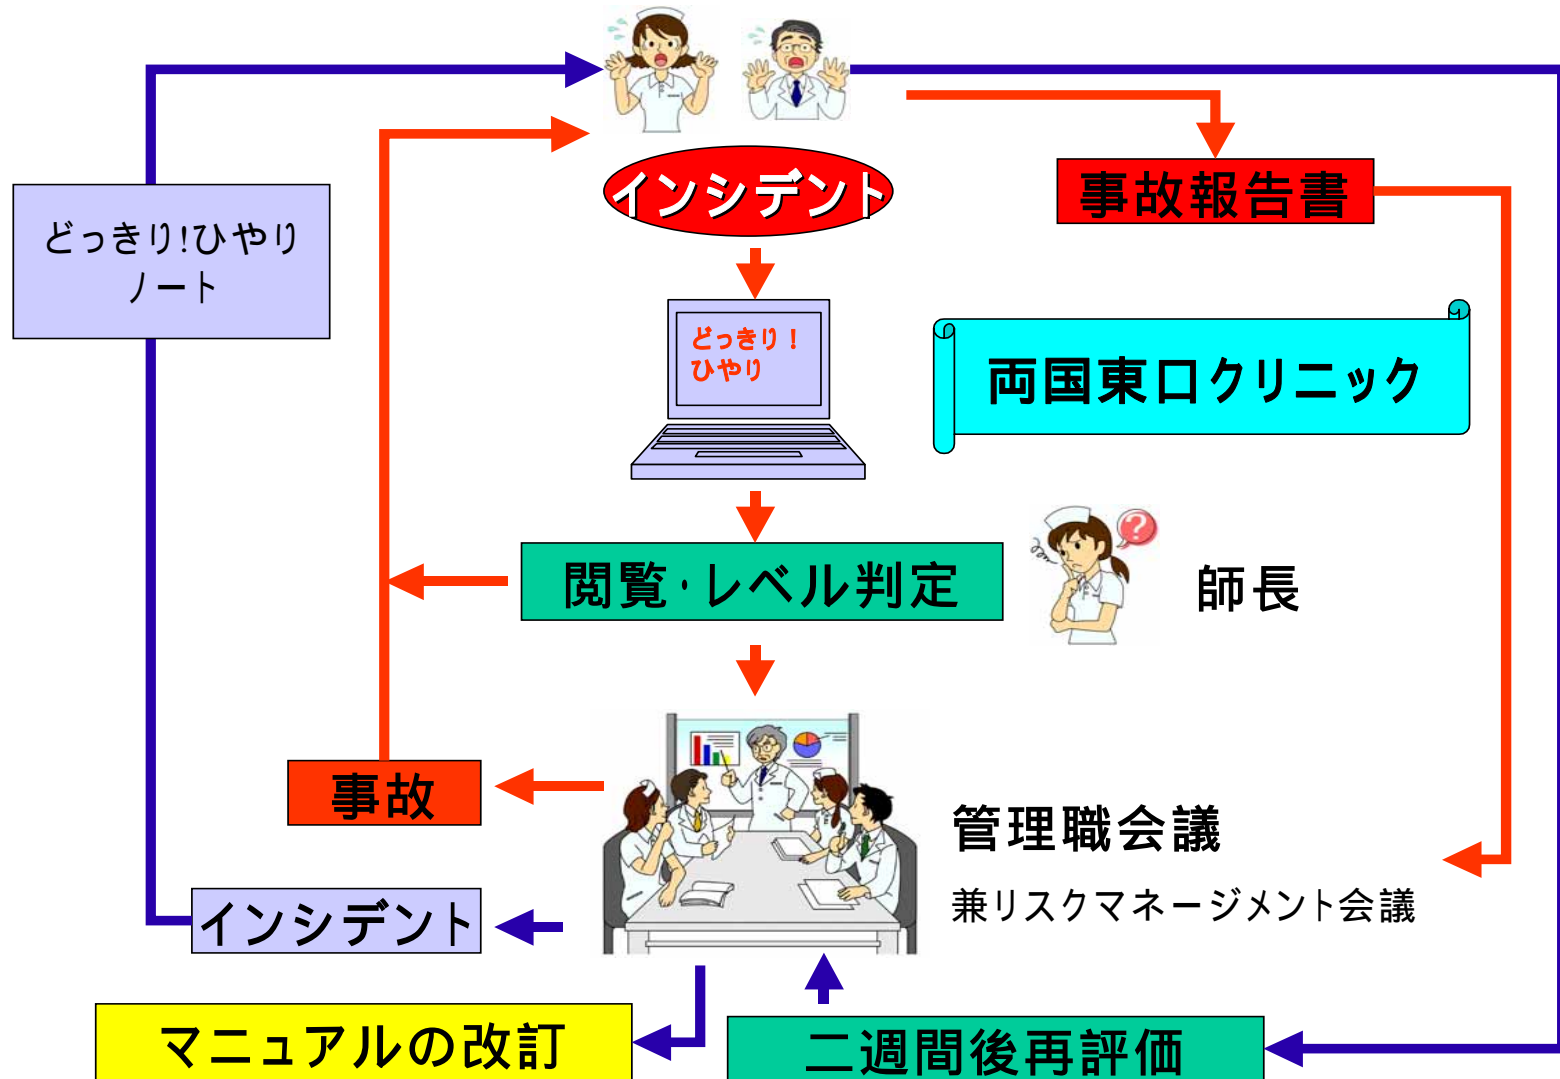 インシデント
事故報告書
どっきり!ひやり
ノート
どっきり!
ひやり
両国東口クリニック
閲覧・レベル判定
?
師長
事故
管理職会議
兼リスクマネージメント会議
インシデント
マニュアルの改訂
二週間後再評価